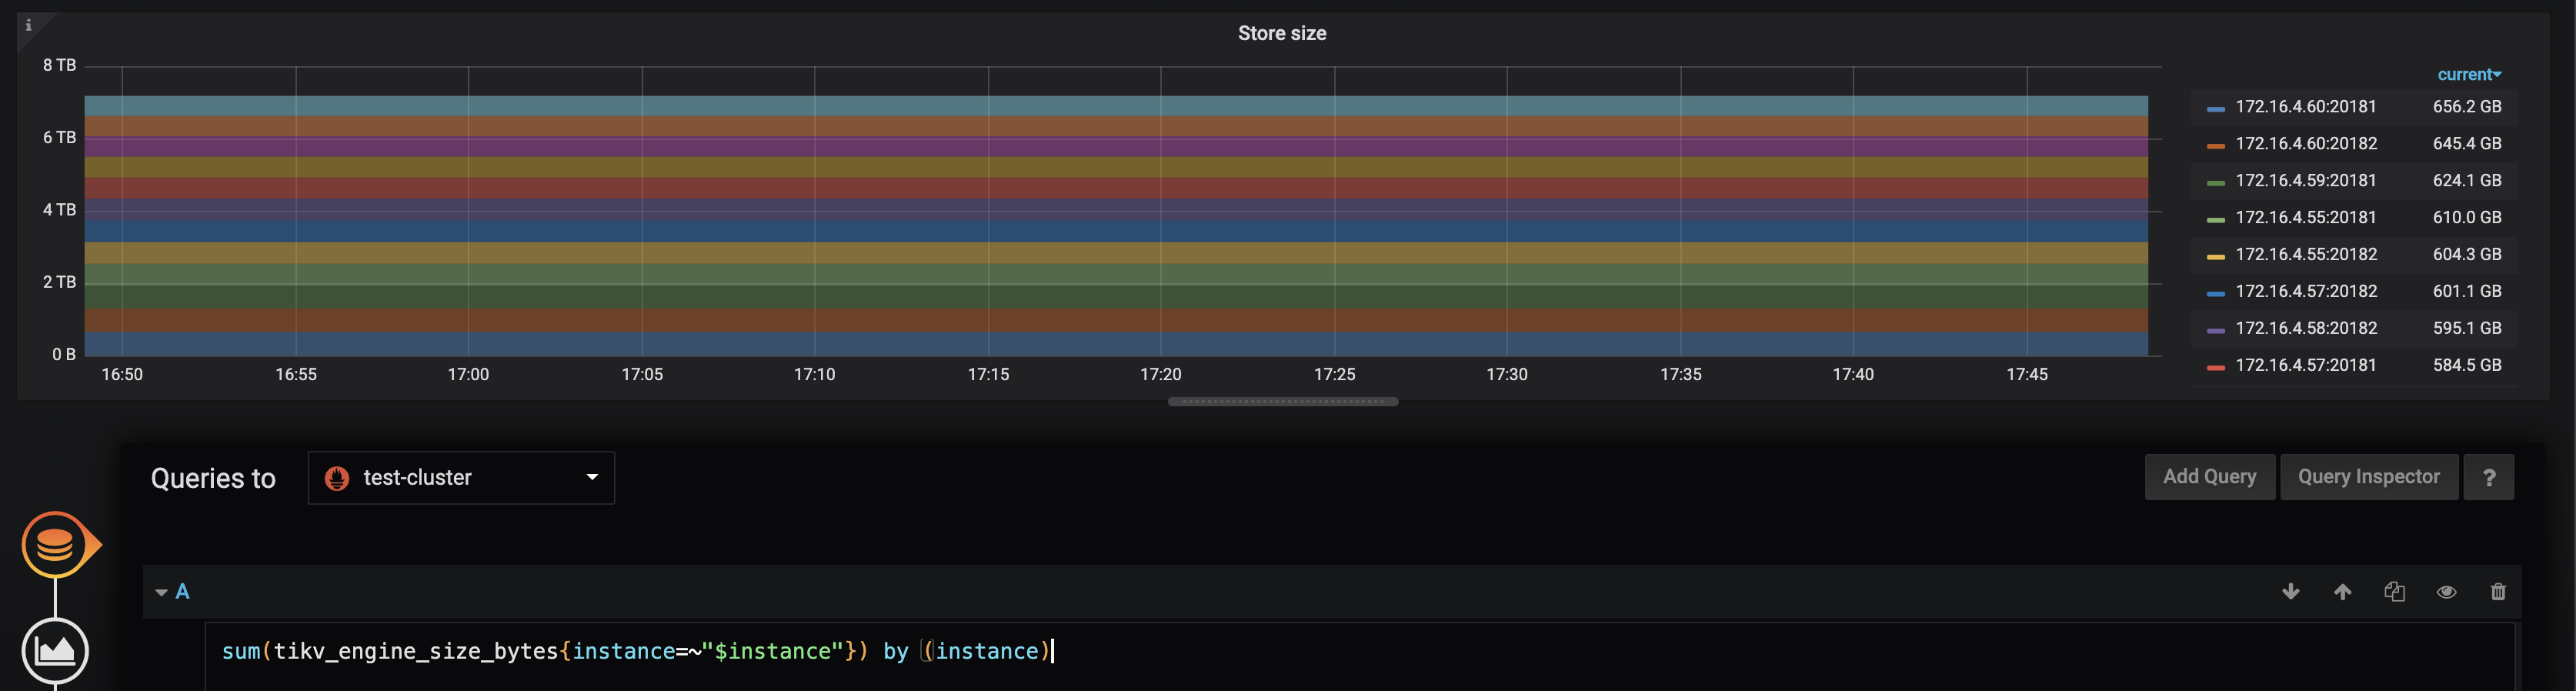 Store size
8 TB
6 TB
4 TB
2 TB
0 B
16:50 16:55 17:00 17:05 17:10 17:15 17:20 17:25 17:30 17:35 17:40 17:45
current
172.16.4.60:20181 656.2 GB
172.16.4.60:20182 645.4 GB
172.16.4.59:20181 624.1 GB
172.16.4.55:20181 610.0 GB
172.16.4.55:20182 604.3 GB
172.16.4.57:20182 601.1 GB
172.16.4.58:20182 595.1 GB
172.16.4.57:20181 584.5 GB
Queries to test-cluster Add Query Query Inspector ?
A
sum(tikv_engine_size_bytes{instance=~"$instance"}) by (instance)